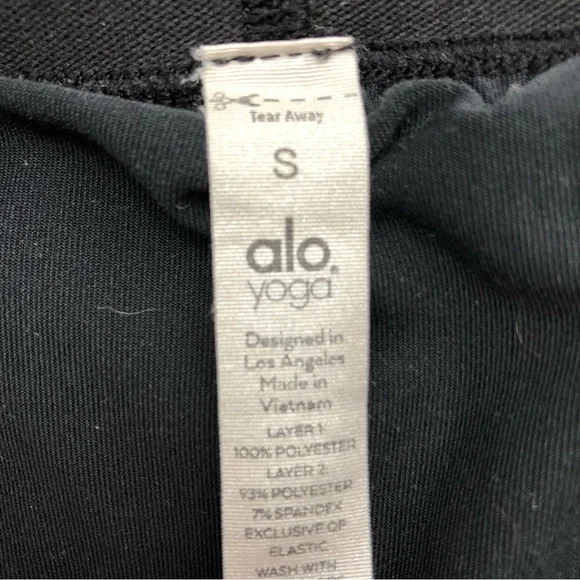 Tear Away
S
alo
yoga
Designed in
Los Angeles
Made in
Vietnam
LAYER 1:
100% POLYESTER
LAYER 2:
93% POLYESTER
7% SPANDEX
EXCLUSIVE OF
ELASTIC
WASH WITH